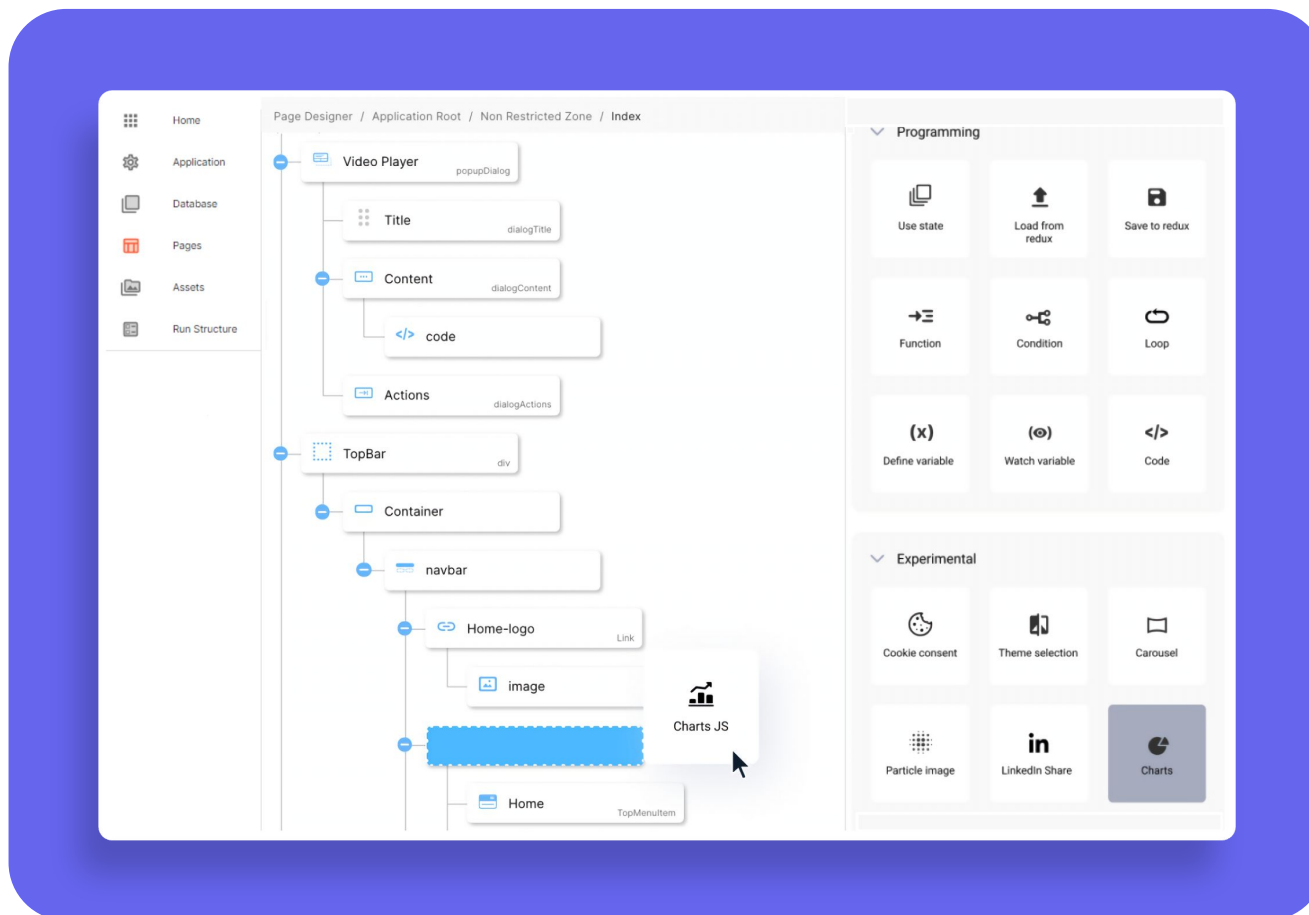 Home
Application
Database
Pages
Assets
Run Structure
Page Designer / Application Root / Non Restricted Zone / Index
Video Player
popupDialog
Title
dialogTitle
Content
dialogContent
</> code
Actions
dialogActions
TopBar
div
Container
navbar
Home-logo
Link
image
Charts JS
Home
TopMenuItem
Programming
Use state
Load from
redux
Save to redux
Function
Condition
Loop
(x)
Define variable
Watch variable
</>
Code
Experimental
Cookie consent
Theme selection
Carousel
Particle image
in
LinkedIn Share
Charts